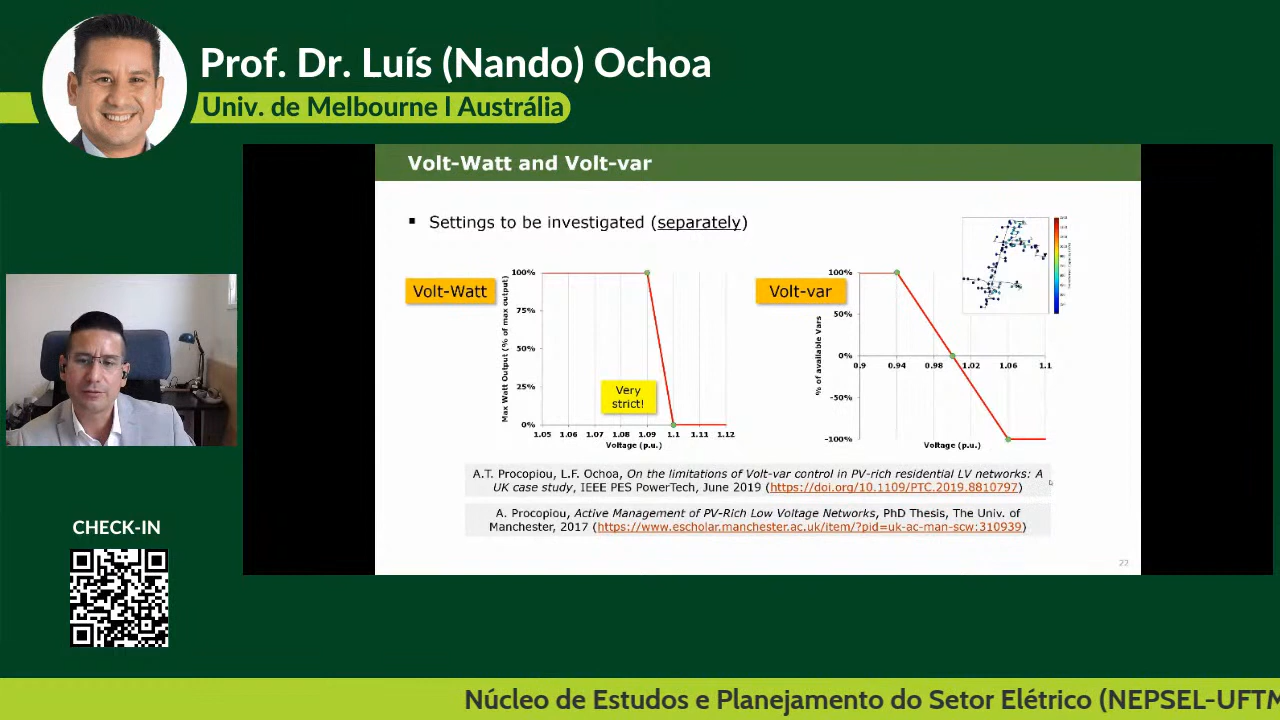 Prof. Dr. Luís (Nando) Ochoa
Univ. de Melbourne I Austrália
Volt-Watt and Volt-var
▪ Settings to be investigated (separately)
Volt-Watt
Max Watt Output (% of max output)
100%
75%
50%
25%
0%
Very
strict!
1.05 1.06 1.07 1.08 1.09 1.1 1.11 1.12
Voltage (p.u.)
Volt-var
% of available Vars
100%
50%
0%
-50%
-100%
0.9 0.94 0.98 1.02 1.06 1.1
Voltage (p.u.)
A.T. Procopiou, L.F. Ochoa, On the limitations of Volt-var control in PV-rich residential LV networks: A
UK case study, IEEE PES PowerTech, June 2019 (https://doi.org/10.1109/PTC.2019.8810797)
A. Procopiou, Active Management of PV-Rich Low Voltage Networks, PhD Thesis, The Univ. of
Manchester, 2017 (https://www.escholar.manchester.ac.uk/item/?pid=uk-ac-man-scw:310939)
22
CHECK-IN
Núcleo de Estudos e Planejamento do Setor Elétrico (NEPSEL-UFTM